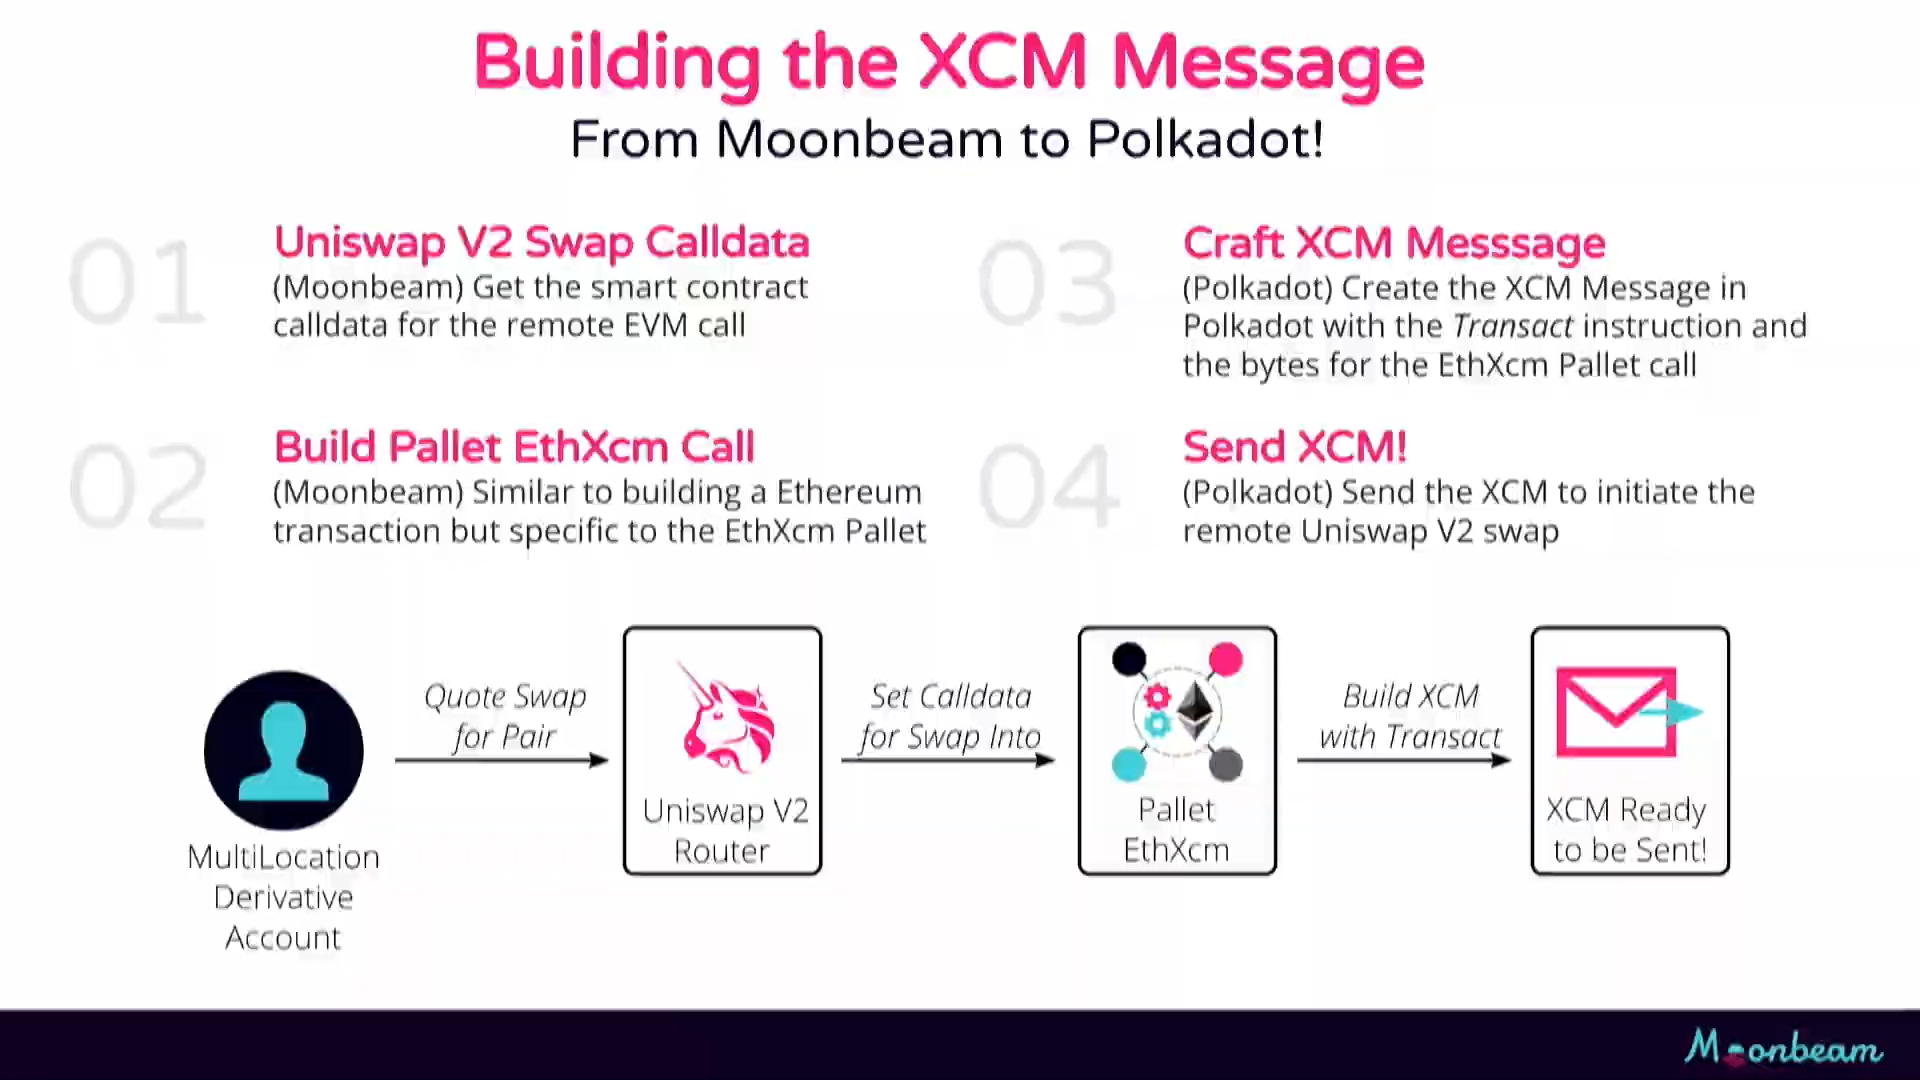 Building the XCM Message
From Moonbeam to Polkadot!
01
Uniswap V2 Swap Calldata
(Moonbeam) Get the smart contract
calldata for the remote EVM call
02
Build Pallet EthXcm Call
(Moonbeam) Similar to building a Ethereum
transaction but specific to the EthXcm Pallet
03
Craft XCM Messsage
(Polkadot) Create the XCM Message in
Polkadot with the Transact instruction and
the bytes for the EthXcm Pallet call
04
Send XCM!
(Polkadot) Send the XCM to initiate the
remote Uniswap V2 swap
MultiLocation
Derivative
Account
Quote Swap
for Pair
Uniswap V2
Router
Set Calldata
for Swap Into
Pallet
EthXcm
Build XCM
with Transact
XCM Ready
to be Sent!
Moonbeam